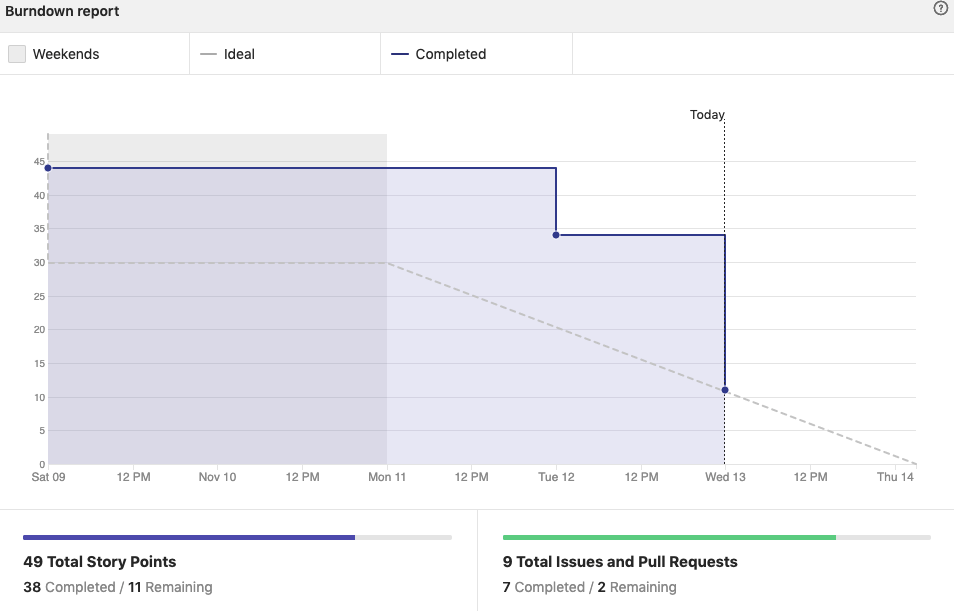 Burndown report
?
Weekends
Ideal
Completed
Today
45
40
35
30
25
20
15
10
5
0
Sat 09 12 PM Nov 10 12 PM Mon 11 12 PM Tue 12 12 PM Wed 13 12 PM Thu 14
49 Total Story Points
38 Completed / 11 Remaining
9 Total Issues and Pull Requests
7 Completed / 2 Remaining